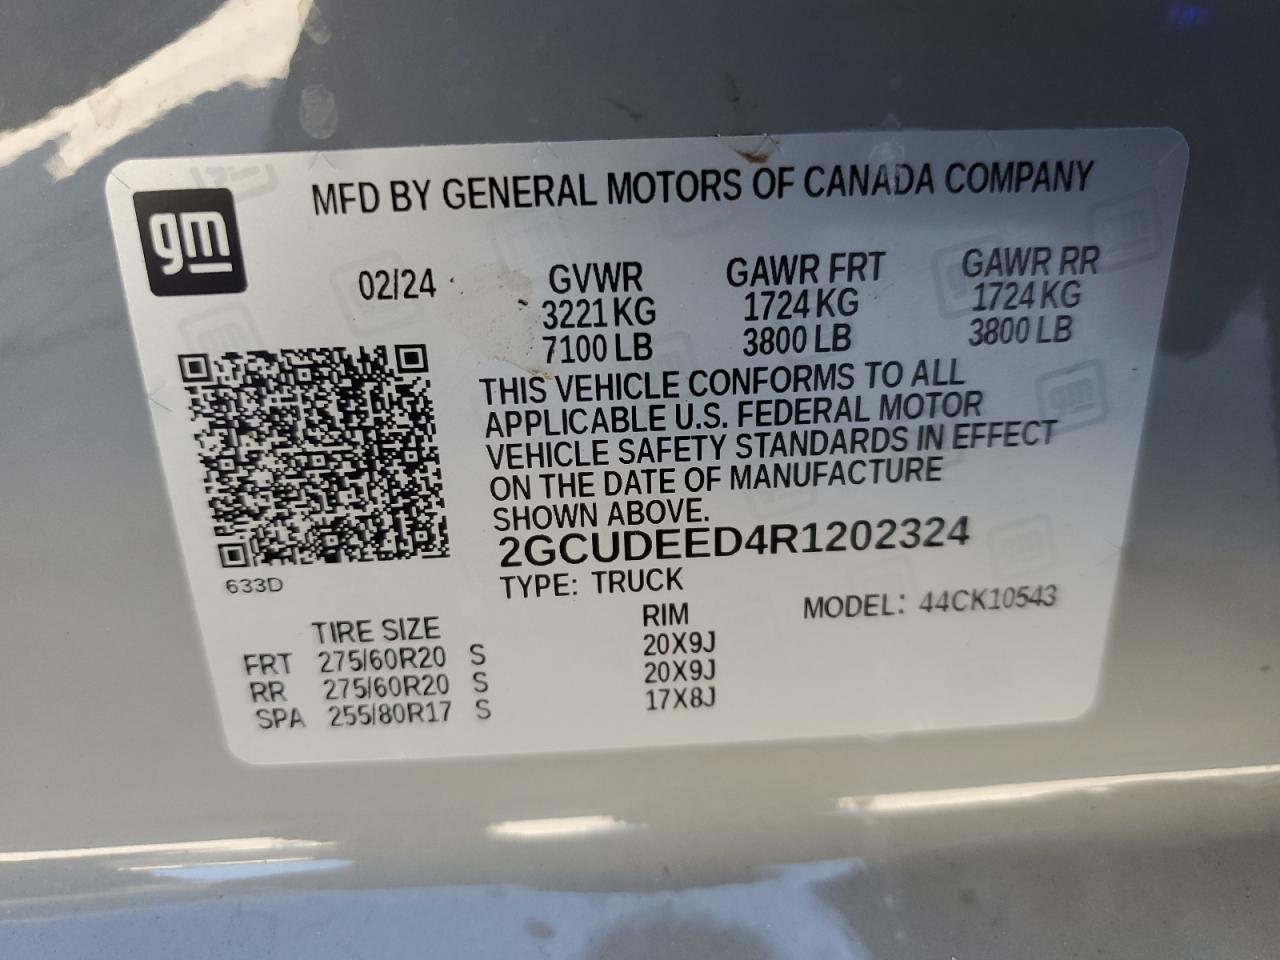 gm
MFD BY GENERAL MOTORS OF CANADA COMPANY
02/24
GVWR GAWR FRT GAWR RR
3221 KG 1724 KG 1724 KG
7100 LB 3800 LB 3800 LB
THIS VEHICLE CONFORMS TO ALL
APPLICABLE U.S. FEDERAL MOTOR
VEHICLE SAFETY STANDARDS IN EFFECT
ON THE DATE OF MANUFACTURE
SHOWN ABOVE.
2GCUDEED4R1202324
633D
TYPE: TRUCK
MODEL: 44CK10543
TIRE SIZE RIM
FRT 275/60R20 S 20X9J
RR 275/60R20 S 20X9J
SPA 255/80R17 S 17X8J